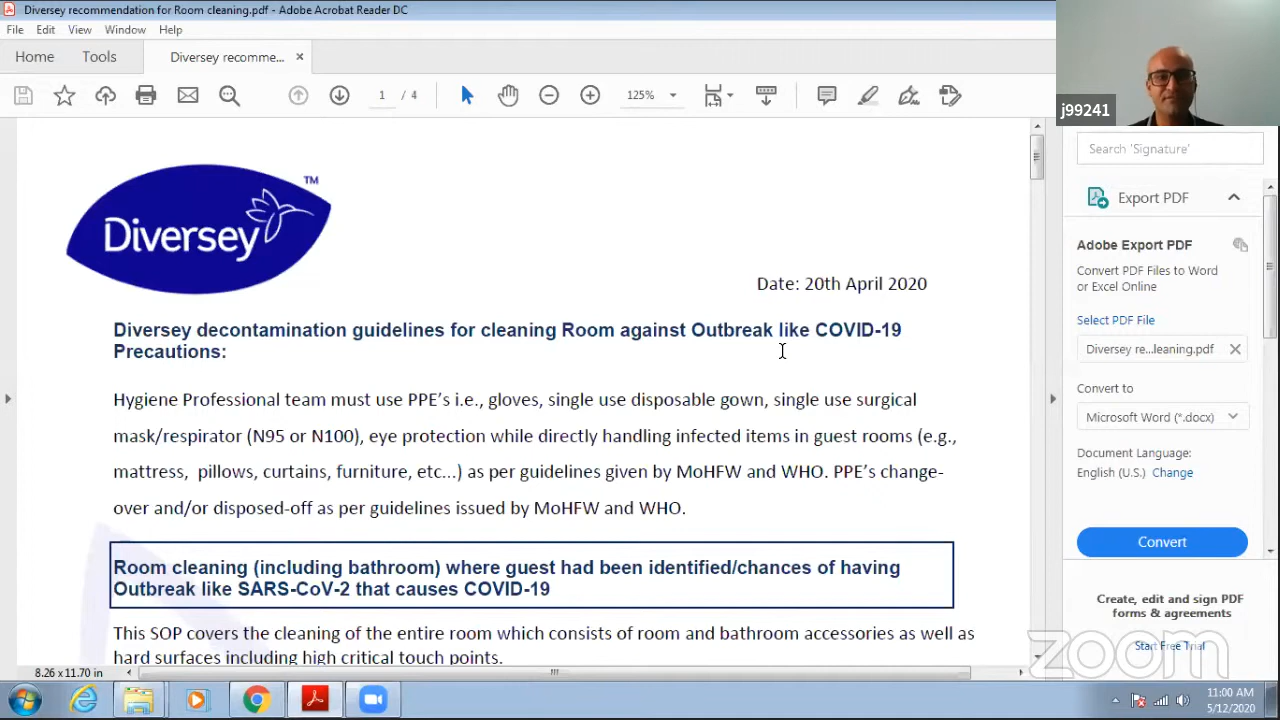 Diversey recommendation for Room cleaning.pdf - Adobe Acrobat Reader DC
File Edit View Window Help
Home Tools Diversey recomme... ×
1 / 4 125%
j99241
Search 'Signature'
Export PDF
Adobe Export PDF
Convert PDF Files to Word
or Excel Online
Select PDF File
Diversey re...leaning.pdf
Convert to
Microsoft Word (*.docx)
Document Language:
English (U.S.) Change
Convert
Create, edit and sign PDF
forms & agreements
Start Free Trial
Diversey™
Date: 20th April 2020
Diversey decontamination guidelines for cleaning Room against Outbreak like COVID-19
Precautions:
Hygiene Professional team must use PPE’s i.e., gloves, single use disposable gown, single use surgical
mask/respirator (N95 or N100), eye protection while directly handling infected items in guest rooms (e.g.,
mattress, pillows, curtains, furniture, etc...) as per guidelines given by MoHFW and WHO. PPE’s change-
over and/or disposed-off as per guidelines issued by MoHFW and WHO.
Room cleaning (including bathroom) where guest had been identified/chances of having
Outbreak like SARS-CoV-2 that causes COVID-19
This SOP covers the cleaning of the entire room which consists of room and bathroom accessories as well as
hard surfaces including high critical touch points.
8.26 x 11.70 in
zoom
11:00 AM
5/12/2020